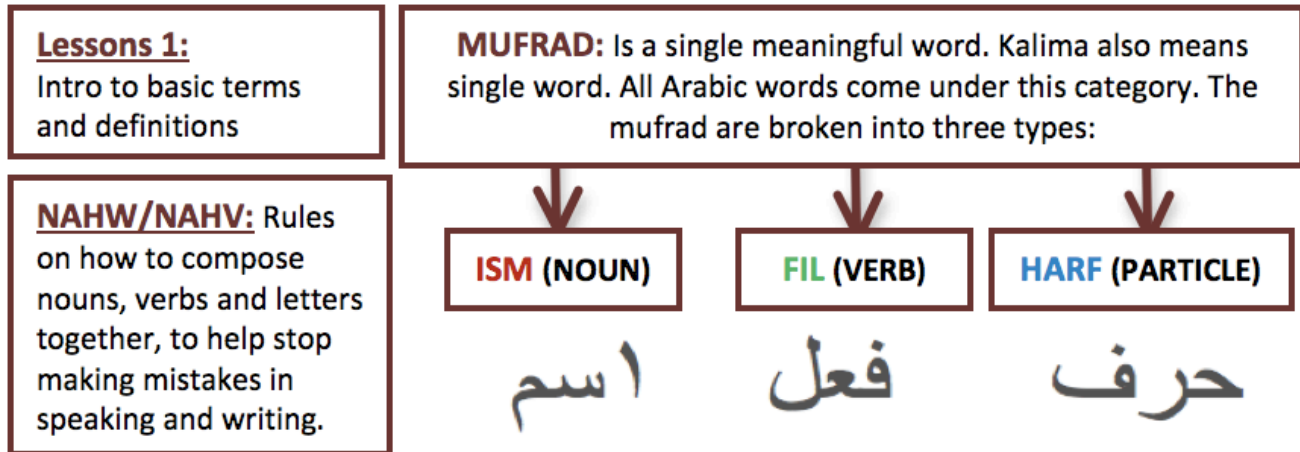 Lessons 1:
Intro to basic terms
and definitions
MUFRAD: Is a single meaningful word. Kalima also means
single word. All Arabic words come under this category. The
mufrad are broken into three types:
NAHW/NAHV: Rules
on how to compose
nouns, verbs and letters
together, to help stop
making mistakes in
speaking and writing.
ISM (NOUN)
FIL (VERB)
HARF (PARTICLE)
اسم
فعل
حرف